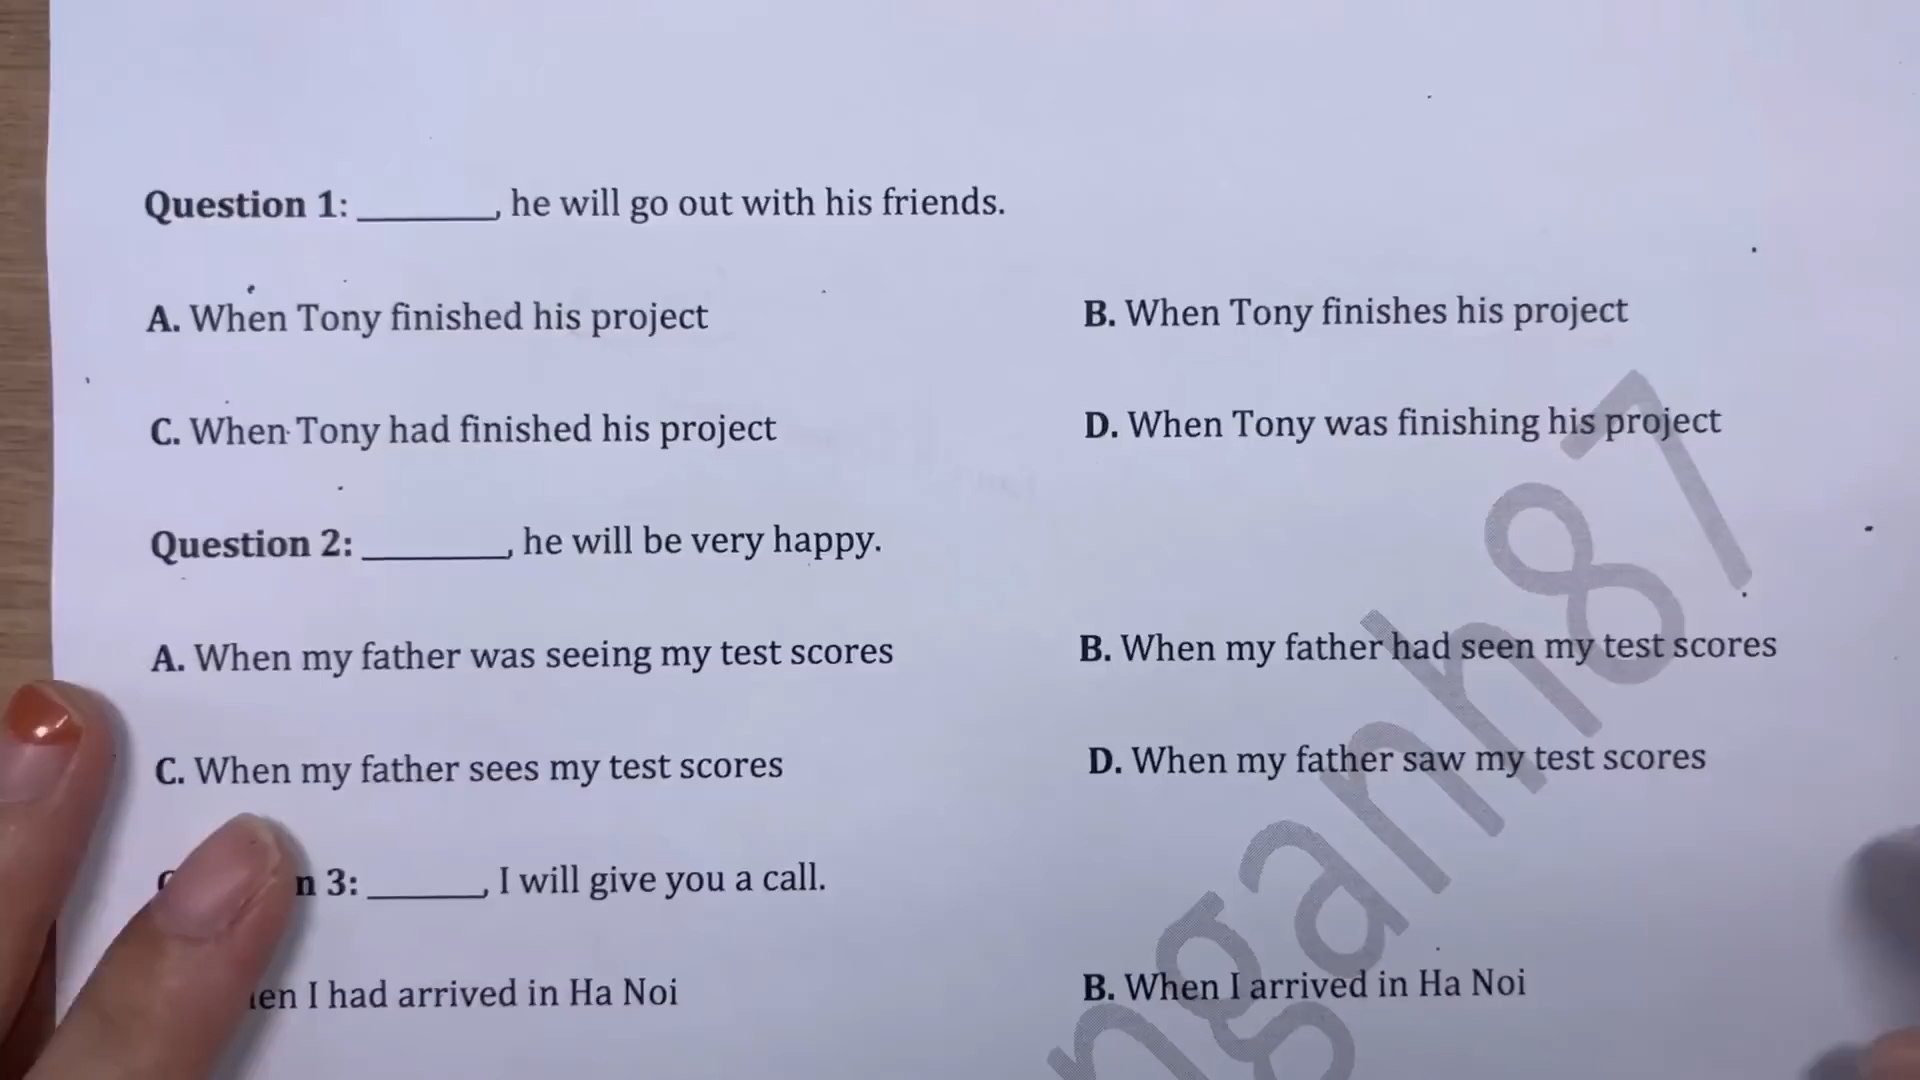 Question 1: ________, he will go out with his friends.
A. When Tony finished his project
B. When Tony finishes his project
C. When Tony had finished his project
D. When Tony was finishing his project
Question 2: ________, he will be very happy.
A. When my father was seeing my test scores
B. When my father had seen my test scores
C. When my father sees my test scores
D. When my father saw my test scores
3: _______, I will give you a call.
I had arrived in Ha Noi
B. When I arrived in Ha Noi
nganh87